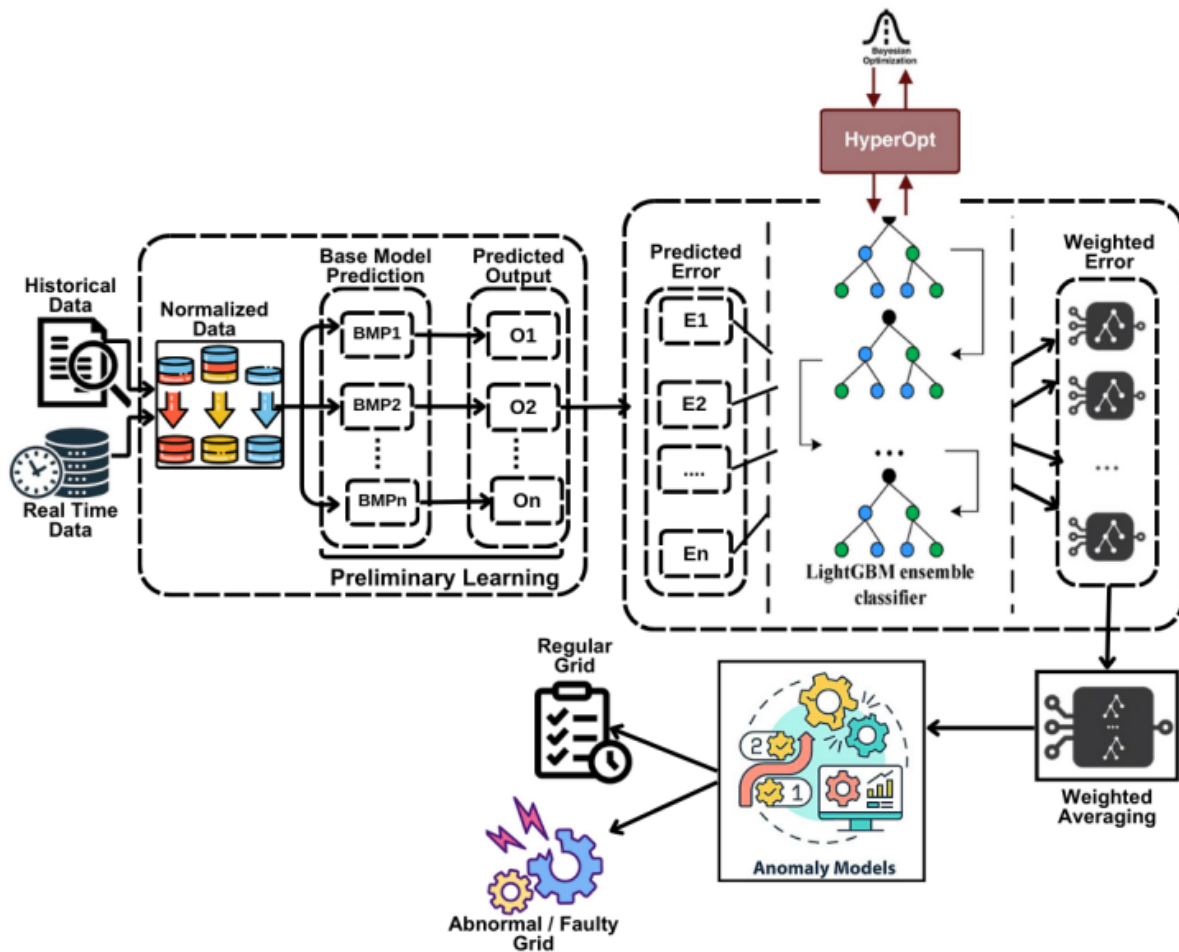 Bayesian
Optimization
HyperOpt
Historical
Data
Real Time
Data
Normalized
Data
Base Model
Prediction
BMP1
BMP2
BMPn
Predicted
Output
O1
O2
On
Preliminary Learning
Predicted
Error
E1
E2
....
En
...
LightGBM ensemble
classifier
Weighted
Error
...
Weighted
Averaging
...
2
1
Anomaly Models
Regular
Grid
Abnormal / Faulty
Grid